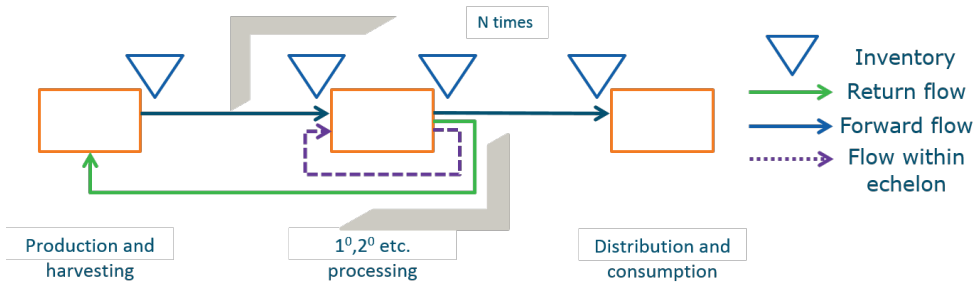 N times
Inventory
Return flow
Forward flow
Flow within
echelon
Production and
harvesting
1⁰,2⁰ etc.
processing
Distribution and
consumption